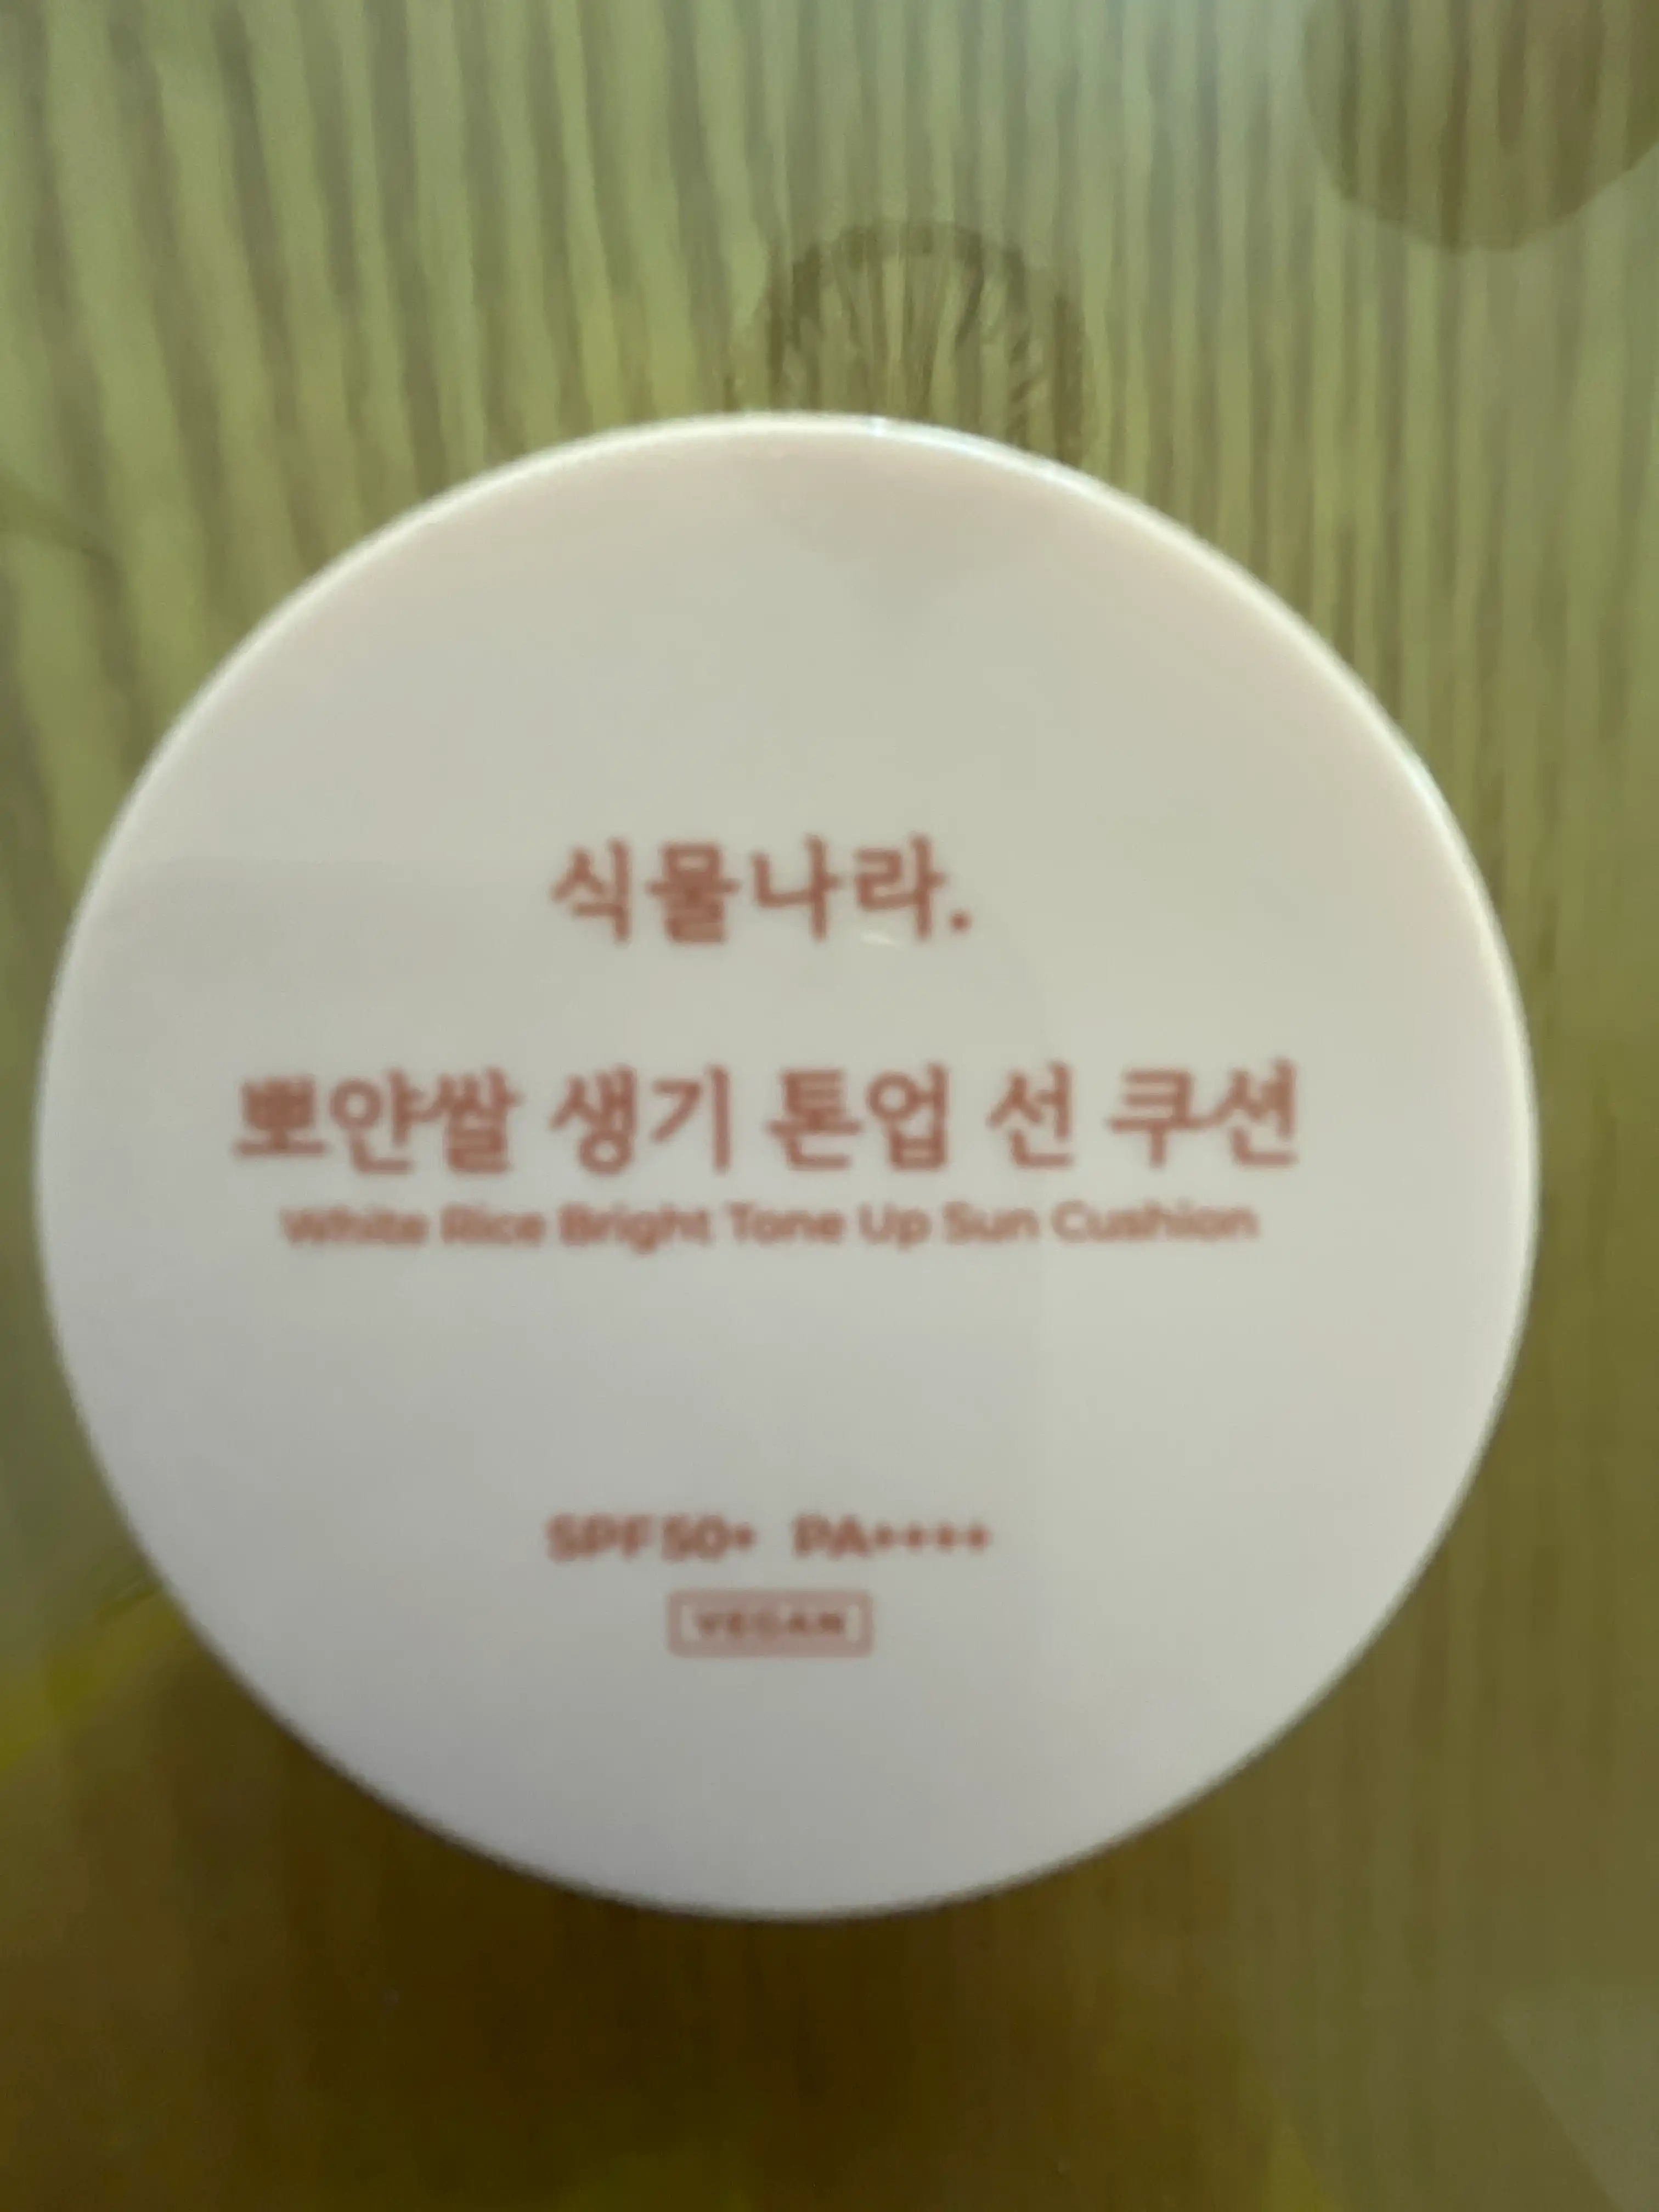 식물나라.
뽀얀쌀 생기 톤업 선 쿠션
White Rice Bright Tone Up Sun Cushion
SPF50+ PA++++
VEGAN